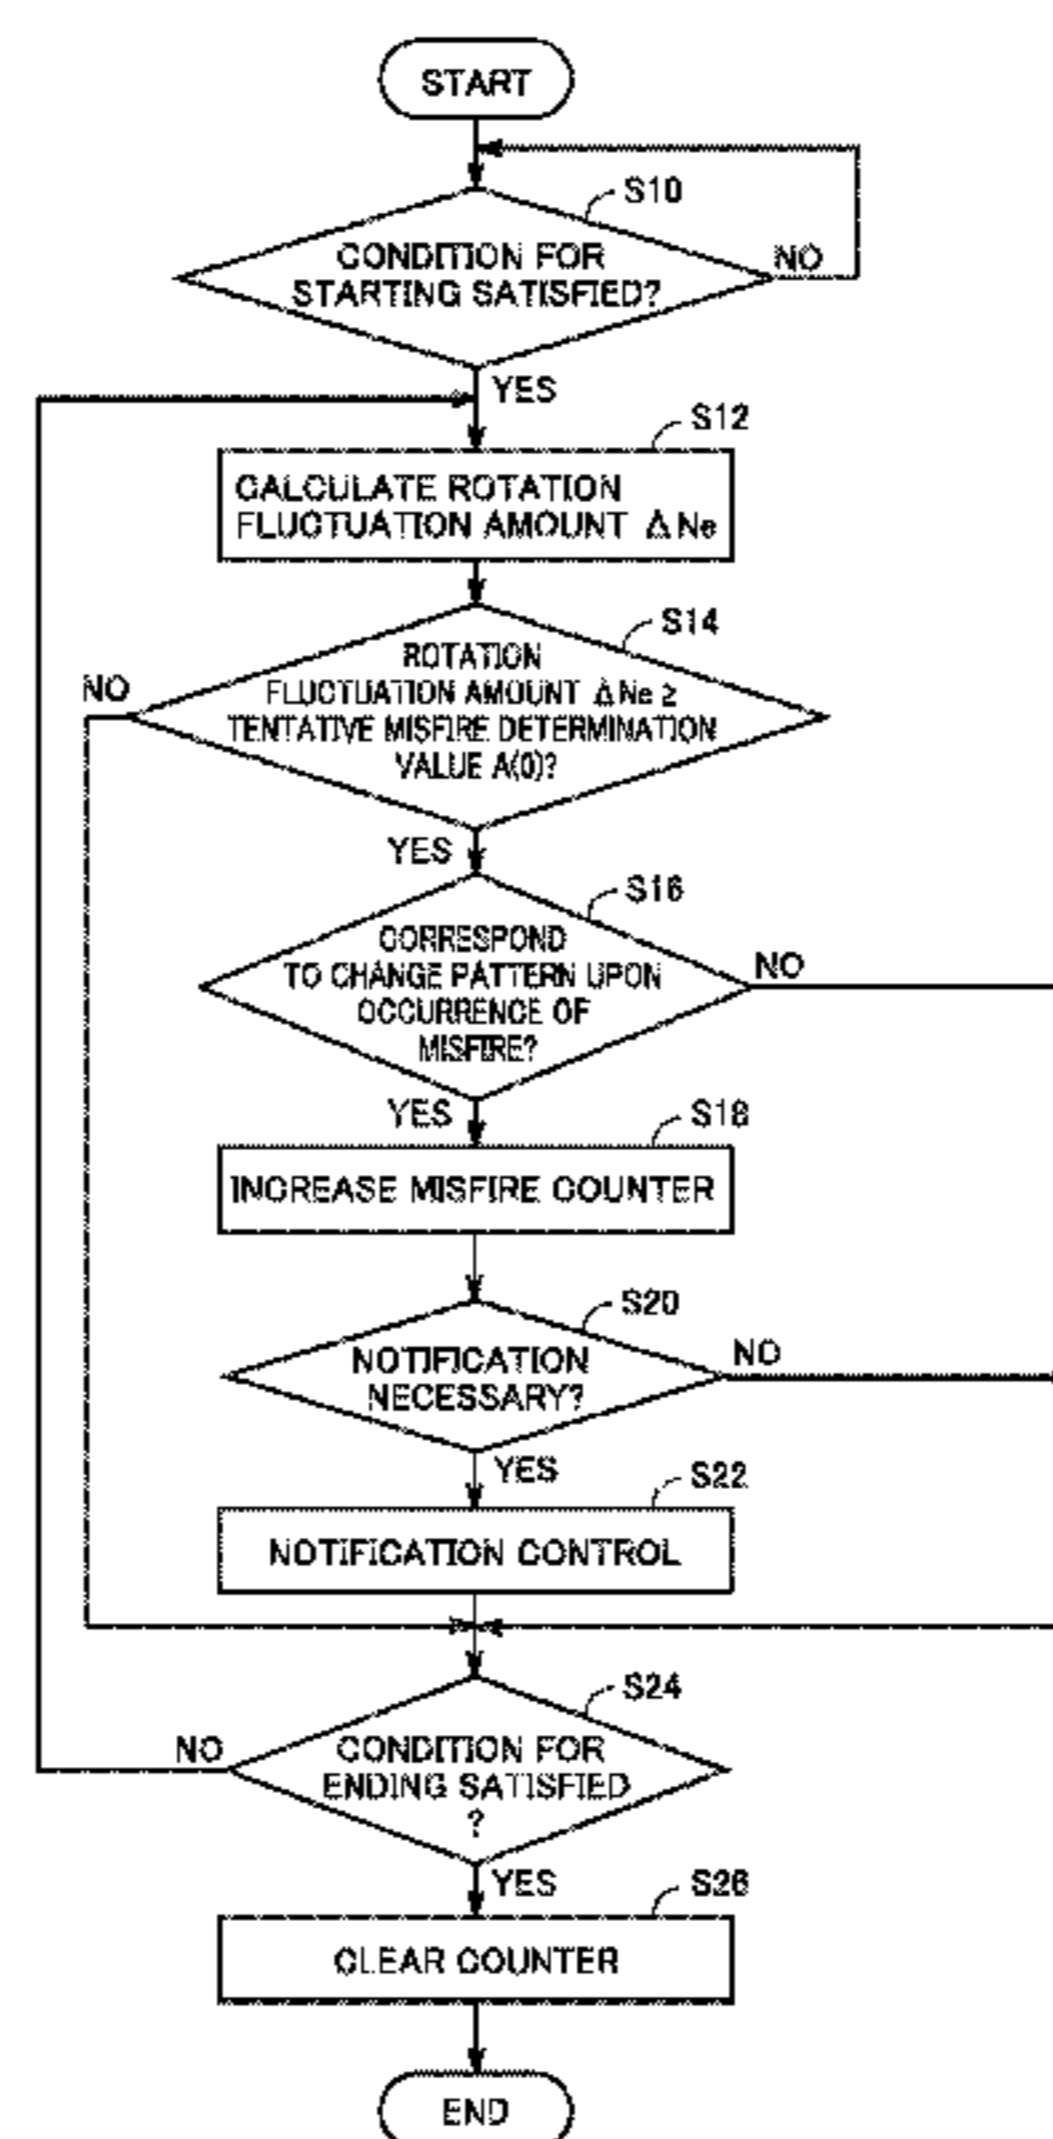 START
S10
CONDITION FOR
STARTING SATISFIED?
NO
YES
S12
CALCULATE ROTATION
FLUCTUATION AMOUNT ΔNe
S14
ROTATION
FLUCTUATION AMOUNT ΔNe ≥
TENTATIVE MISFIRE DETERMINATION
VALUE A(0)?
NO
YES
S16
CORRESPOND
TO CHANGE PATTERN UPON
OCCURRENCE OF
MISFIRE?
NO
YES
S18
INCREASE MISFIRE COUNTER
S20
NOTIFICATION
NECESSARY?
NO
YES
S22
NOTIFICATION CONTROL
S24
CONDITION FOR
ENDING SATISFIED
?
NO
YES
S26
CLEAR COUNTER
END